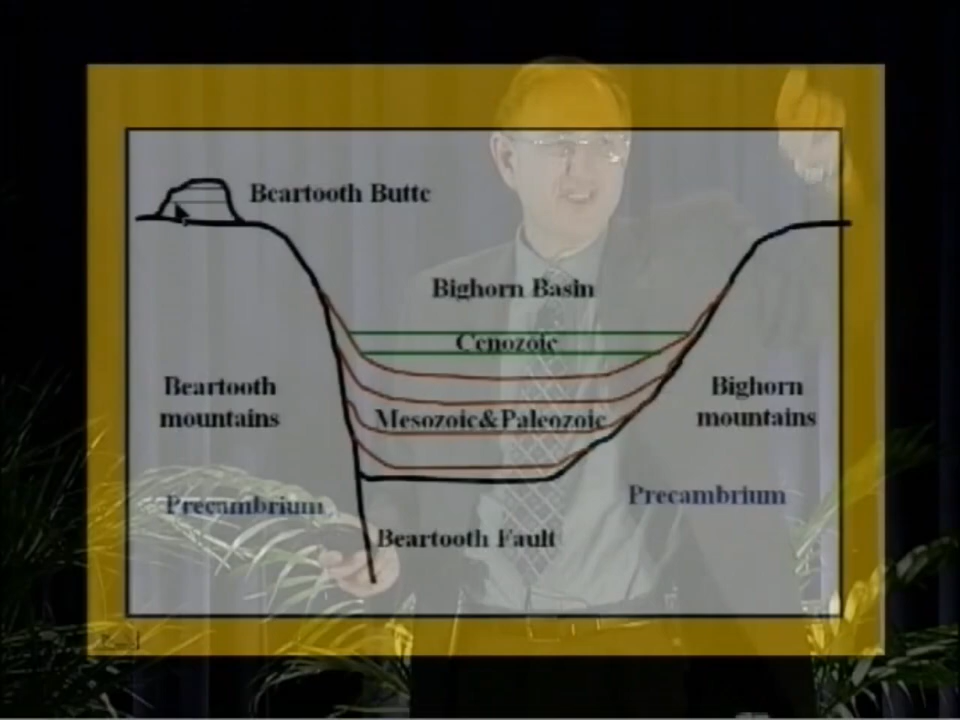 Beartooth Butte
Bighorn Basin
Cenozoic
Beartooth
mountains
Bighorn
mountains
Mesozoic&Paleozoic
Precambrium
Precambrium
Beartooth Fault